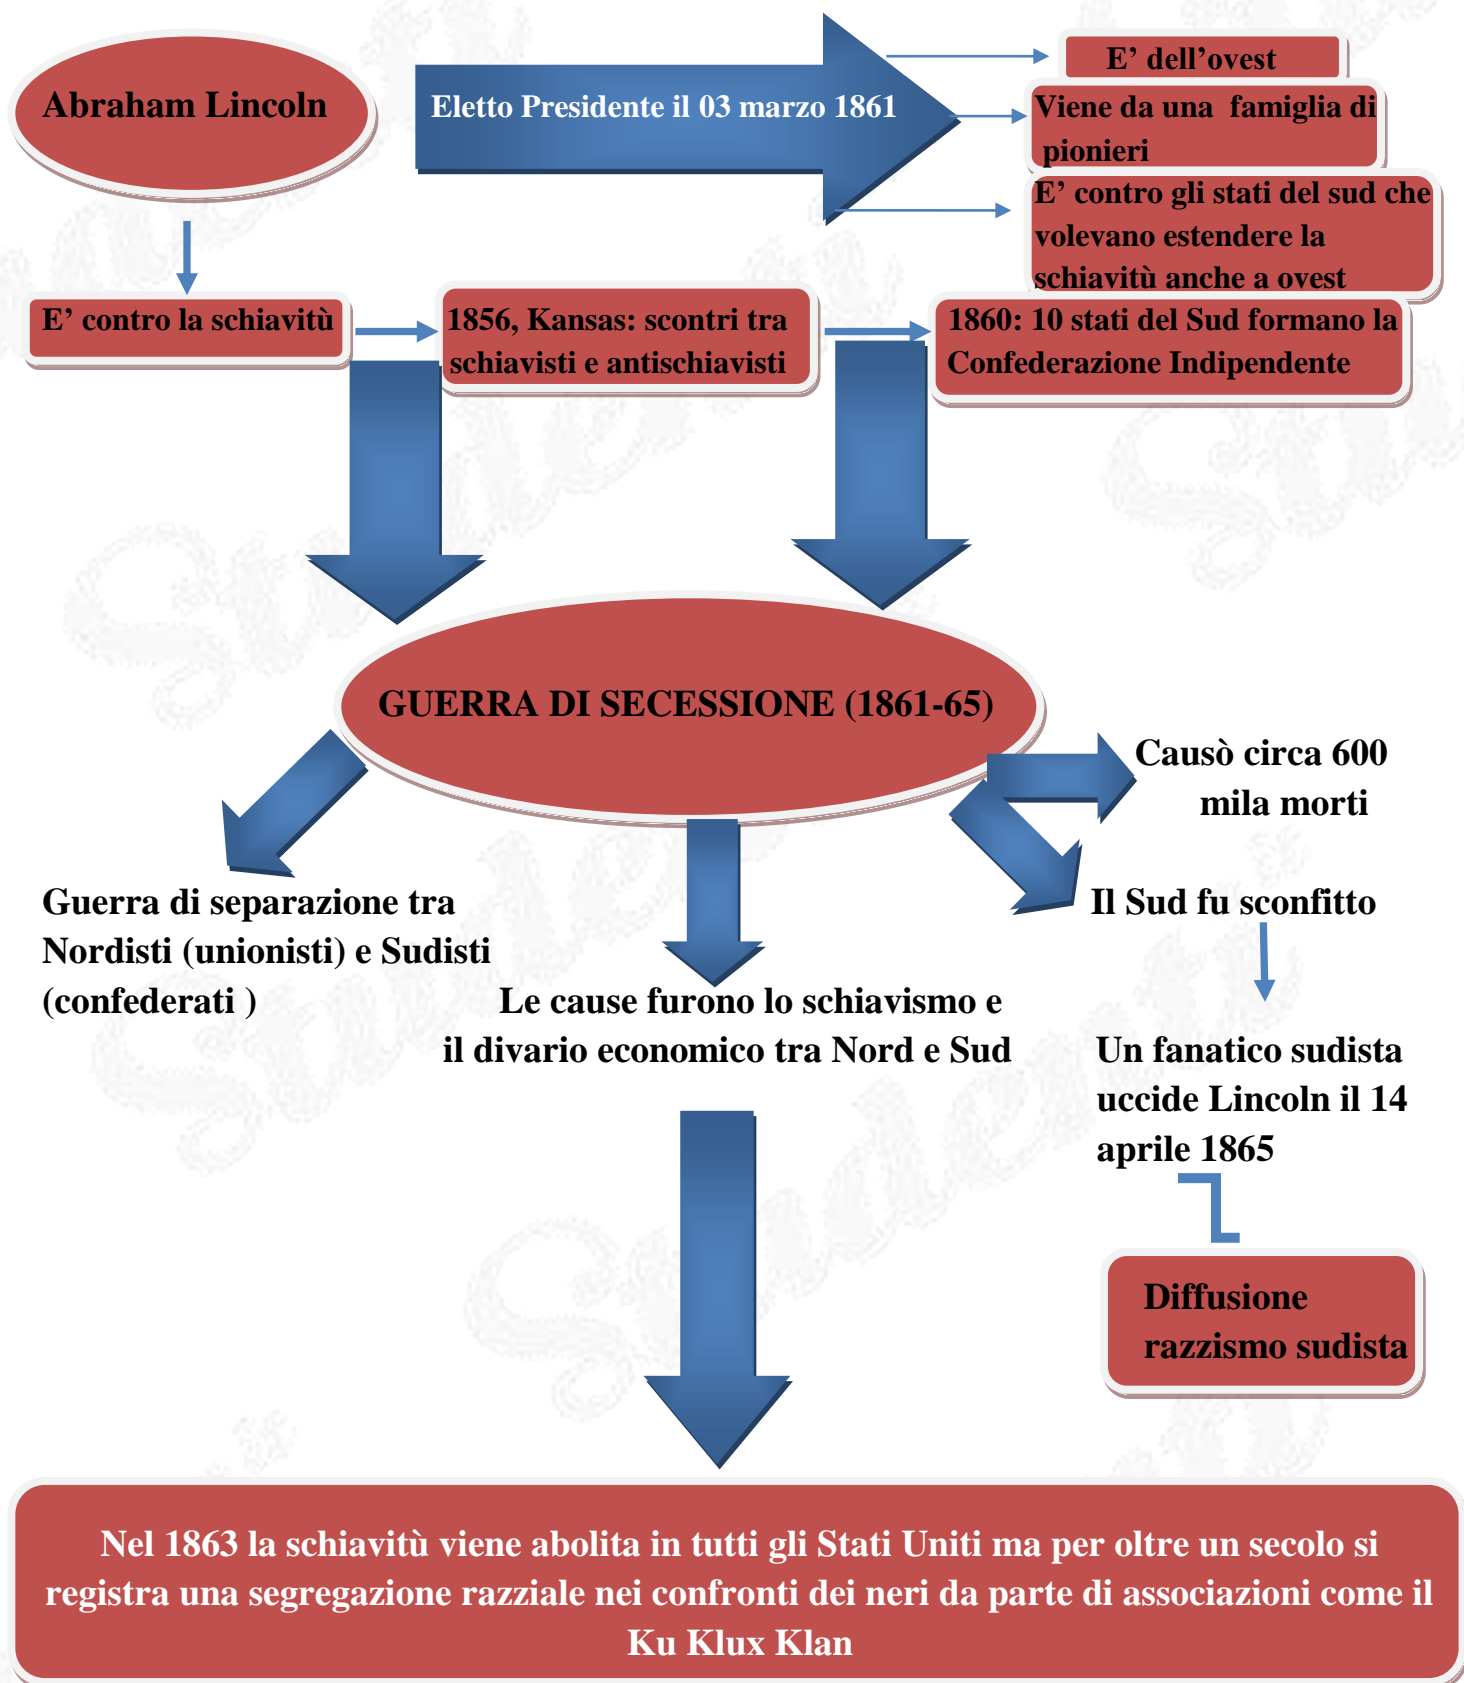 Abraham Lincoln
Eletto Presidente il 03 marzo 1861
E’ dell’ovest
Viene da una famiglia di
pionieri
E’ contro gli stati del sud che
volevano estendere la
schiavitù anche a ovest
E’ contro la schiavitù
1856, Kansas: scontri tra
schiavisti e antischiavisti
1860: 10 stati del Sud formano la
Confederazione Indipendente
GUERRA DI SECESSIONE (1861-65)
Causò circa 600
mila morti
Guerra di separazione tra
Nordisti (unionisti) e Sudisti
(confederati )
Il Sud fu sconfitto
Le cause furono lo schiavismo e
il divario economico tra Nord e Sud
Un fanatico sudista
uccide Lincoln il 14
aprile 1865
Diffusione
razzismo sudista
Nel 1863 la schiavitù viene abolita in tutti gli Stati Uniti ma per oltre un secolo si
registra una segregazione razziale nei confronti dei neri da parte di associazioni come il
Ku Klux Klan